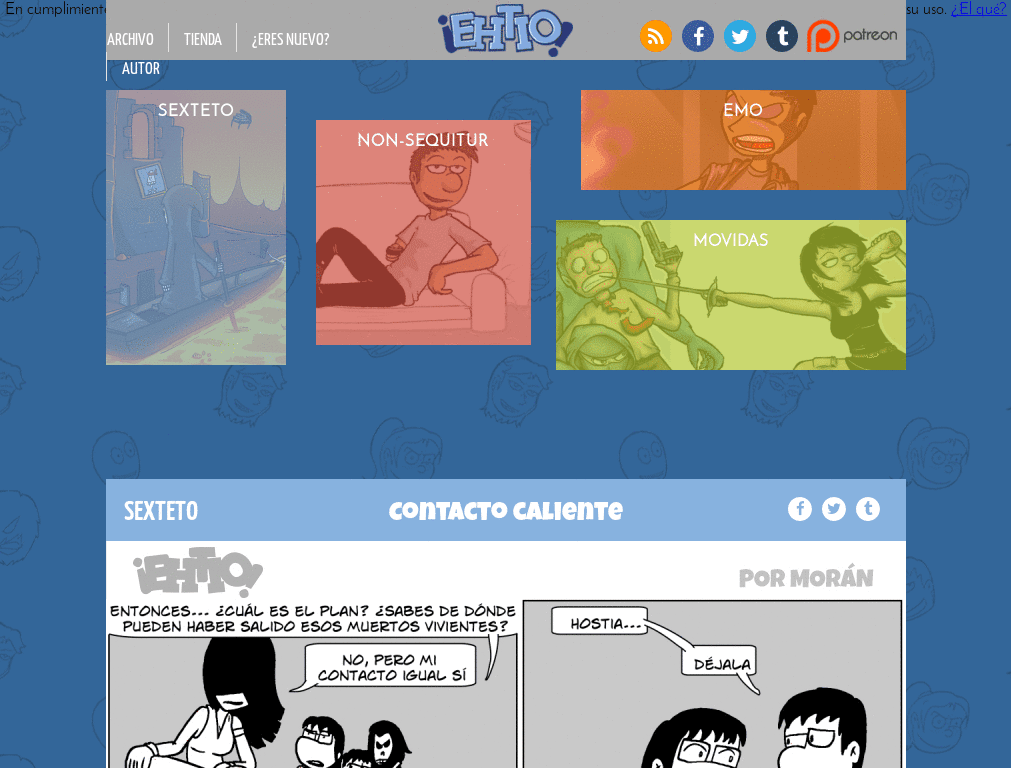 En cumplimiento
su uso. ¿El qué?
¡EHTIO!
ARCHIVO
TIENDA
¿ERES NUEVO?
patreon
AUTOR
SEXTETO
NON-SEQUITUR
EMO
MOVIDAS
SEXTETO
CONTACTO CALIENTE
¡EHTIO!
POR MORÁN
ENTONCES... ¿CUÁL ES EL PLAN? ¿SABES DE DÓNDE
PUEDEN HABER SALIDO ESOS MUERTOS VIVIENTES?
NO, PERO MI
CONTACTO IGUAL SÍ
HOSTIA...
DÉJALA